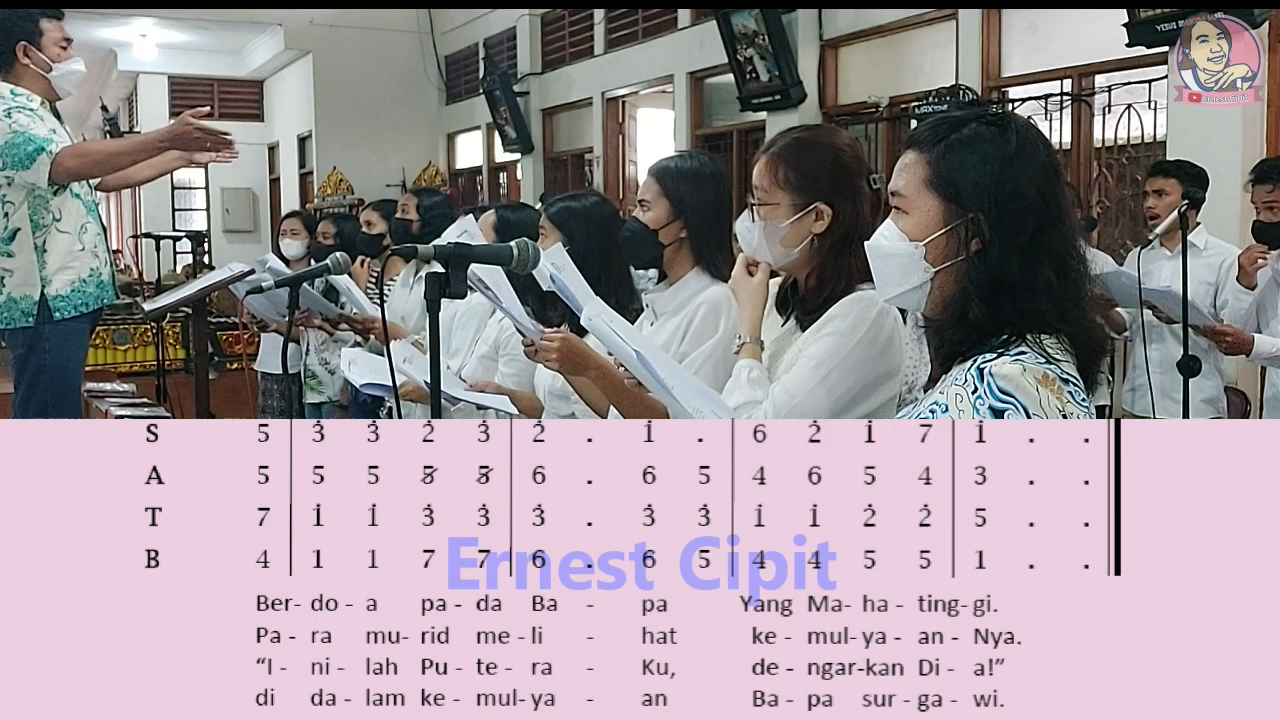 YESUS
MAXTONE
Ernest Cipit
S 5 | 3̇ 3̇ 2̇ 3̇ | 2̇ . 1̇ . | 6 2̇ 1̇ 7 | 1̇ . .
A 5 | 5 5 5̸ 5̸ | 6 . 6 5 | 4 6 5 4 | 3 . .
T 7 | 1̇ 1̇ 3̇ 3̇ | 3̇ . 3̇ 3̇ | 1̇ 1̇ 2̇ 2̇ | 5 . .
B 4 | 1 1 7 7 | 6 . 6 5 | 4 4 5 5 | 1 . .
Ernest Cipit
Ber- do - a pa - da Ba - pa Yang Ma- ha - ting- gi.
Pa - ra mu- rid me - li - hat ke - mul- ya - an - Nya.
“I - ni - lah Pu - te - ra - Ku, de - ngar-kan Di - a!”
di da - lam ke - mul- ya - an Ba - pa sur - ga - wi.